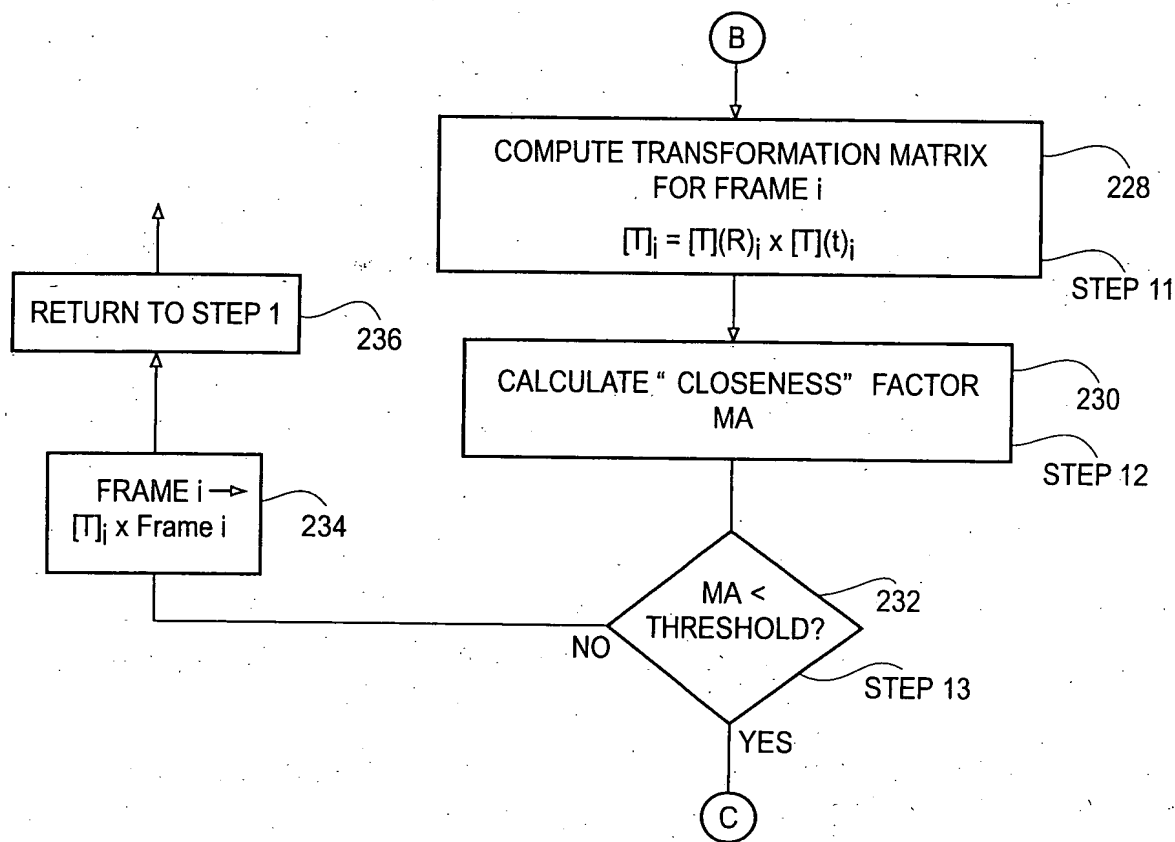 B
COMPUTE TRANSFORMATION MATRIX
FOR FRAME i
[T]i = [T](R)i x [T](t)i
228
STEP 11
CALCULATE “ CLOSENESS” FACTOR
MA
230
STEP 12
MA <
THRESHOLD?
232
STEP 13
NO
YES
C
FRAME i →
[T]i x Frame i
234
RETURN TO STEP 1
236